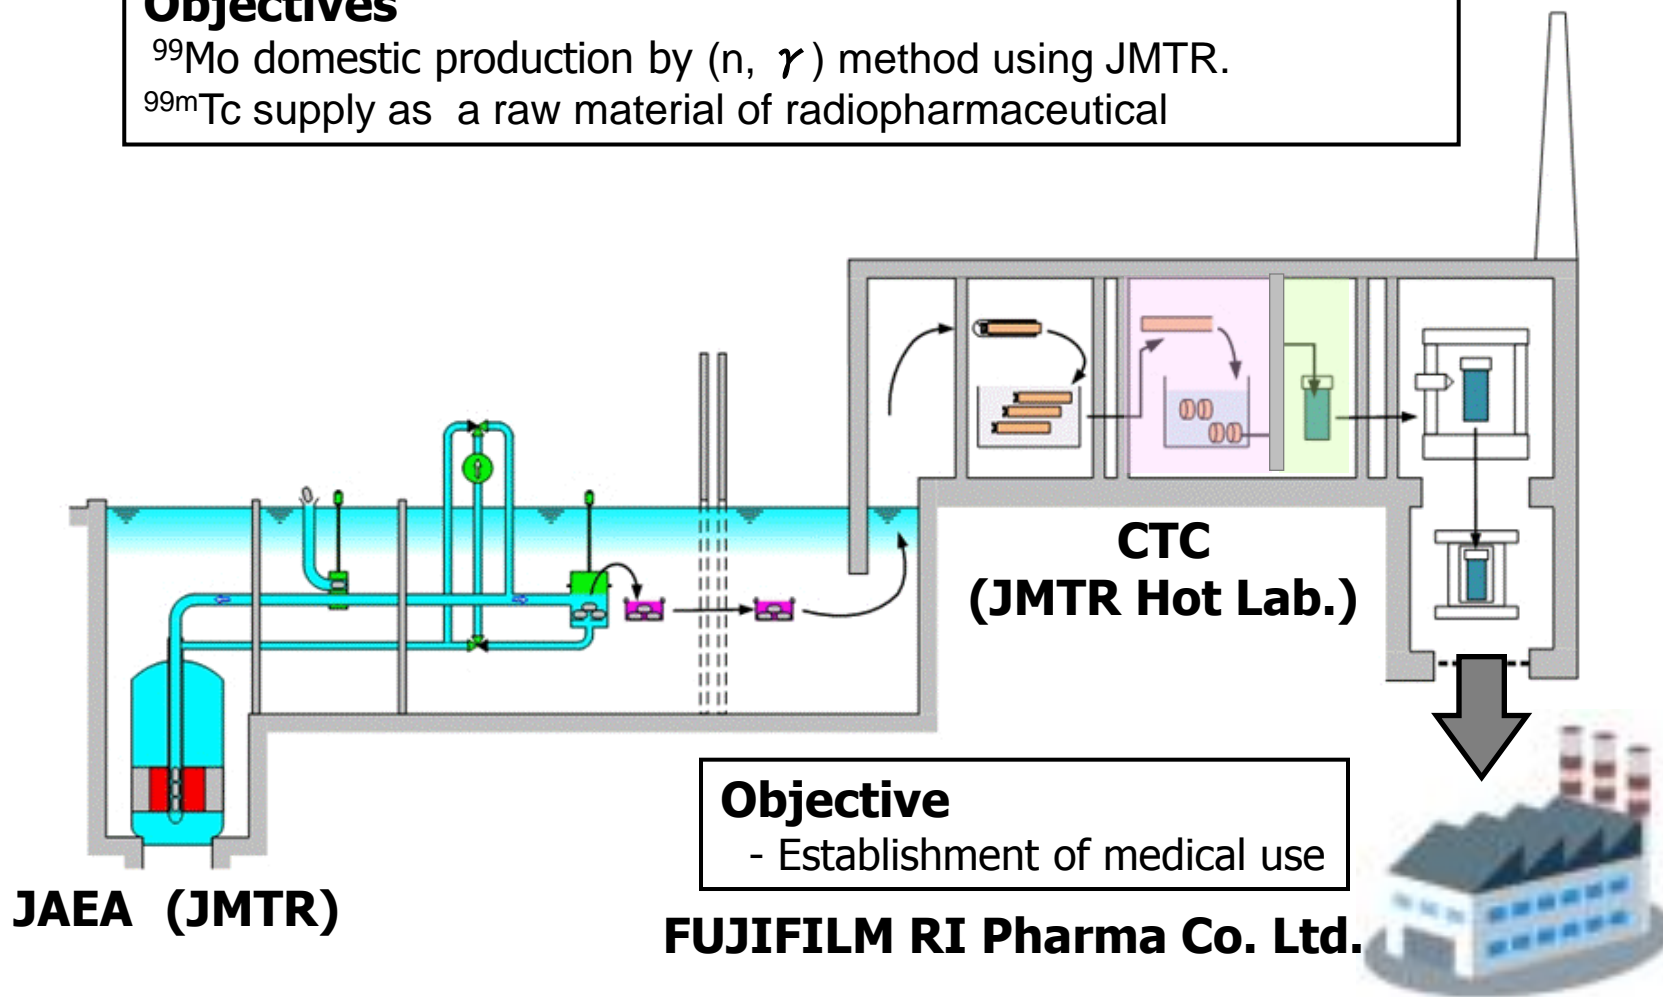 Objectives
⁹⁹Mo domestic production by (n, γ) method using JMTR.
⁹⁹ᵐTc supply as a raw material of radiopharmaceutical
CTC
(JMTR Hot Lab.)
Objective
- Establishment of medical use
JAEA (JMTR)
FUJIFILM RI Pharma Co. Ltd.